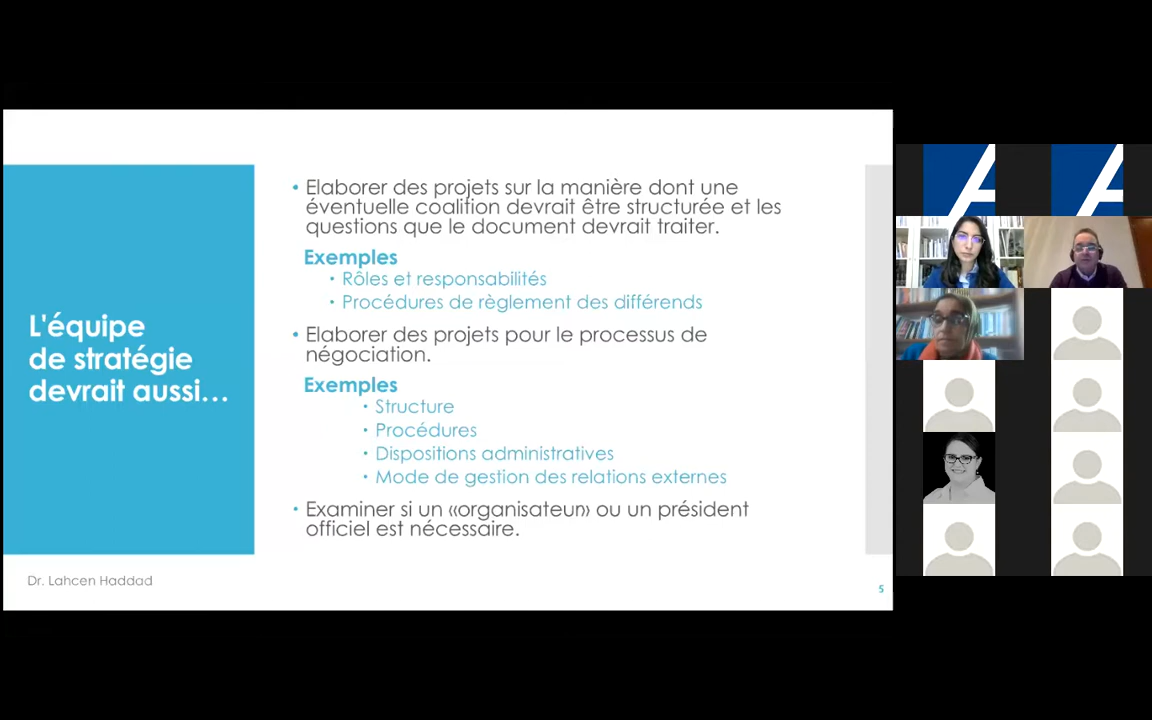 L'équipe
de stratégie
devrait aussi...
• Elaborer des projets sur la manière dont une
éventuelle coalition devrait être structurée et les
questions que le document devrait traiter.
Exemples
• Rôles et responsabilités
• Procédures de règlement des différends
• Elaborer des projets pour le processus de
négociation.
Exemples
• Structure
• Procédures
• Dispositions administratives
• Mode de gestion des relations externes
• Examiner si un «organisateur» ou un président
officiel est nécessaire.
Dr. Lahcen Haddad
5